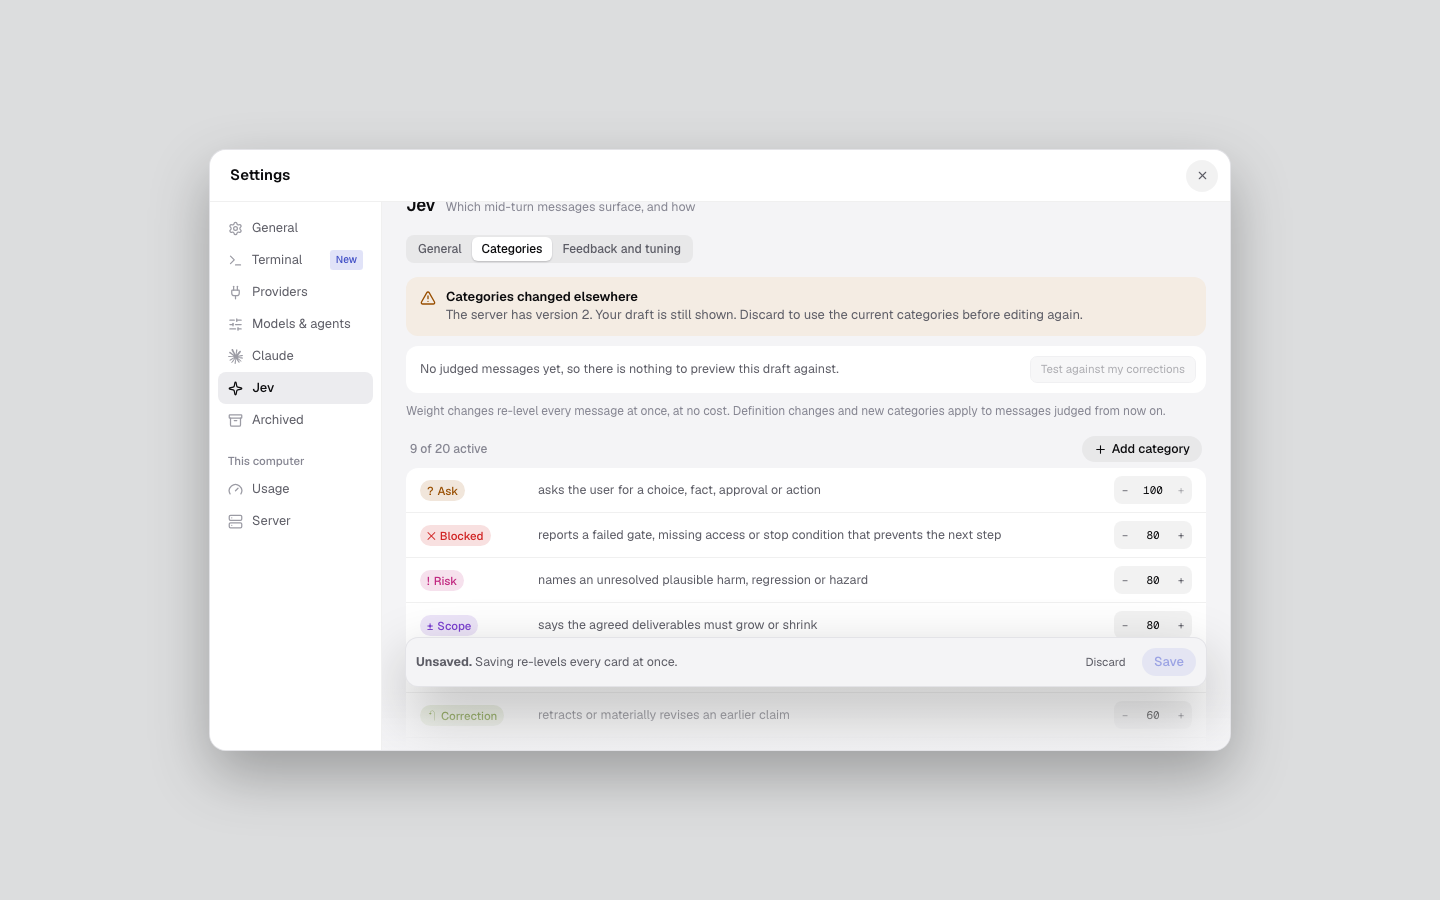 Settings
General
Terminal New
Providers
Models & agents
Claude
Jev
Archived
This computer
Usage
Server
Jev Which mid-turn messages surface, and how
General Categories Feedback and tuning
Categories changed elsewhere
The server has version 2. Your draft is still shown. Discard to use the current categories before editing again.
No judged messages yet, so there is nothing to preview this draft against. Test against my corrections
Weight changes re-level every message at once, at no cost. Definition changes and new categories apply to messages judged from now on.
9 of 20 active + Add category
? Ask asks the user for a choice, fact, approval or action − 100 +
Blocked reports a failed gate, missing access or stop condition that prevents the next step − 80 +
! Risk names an unresolved plausible harm, regression or hazard − 80 +
± Scope says the agreed deliverables must grow or shrink − 80 +
Unsaved. Saving re-levels every card at once. Discard Save
Correction retracts or materially revises an earlier claim − 60 +